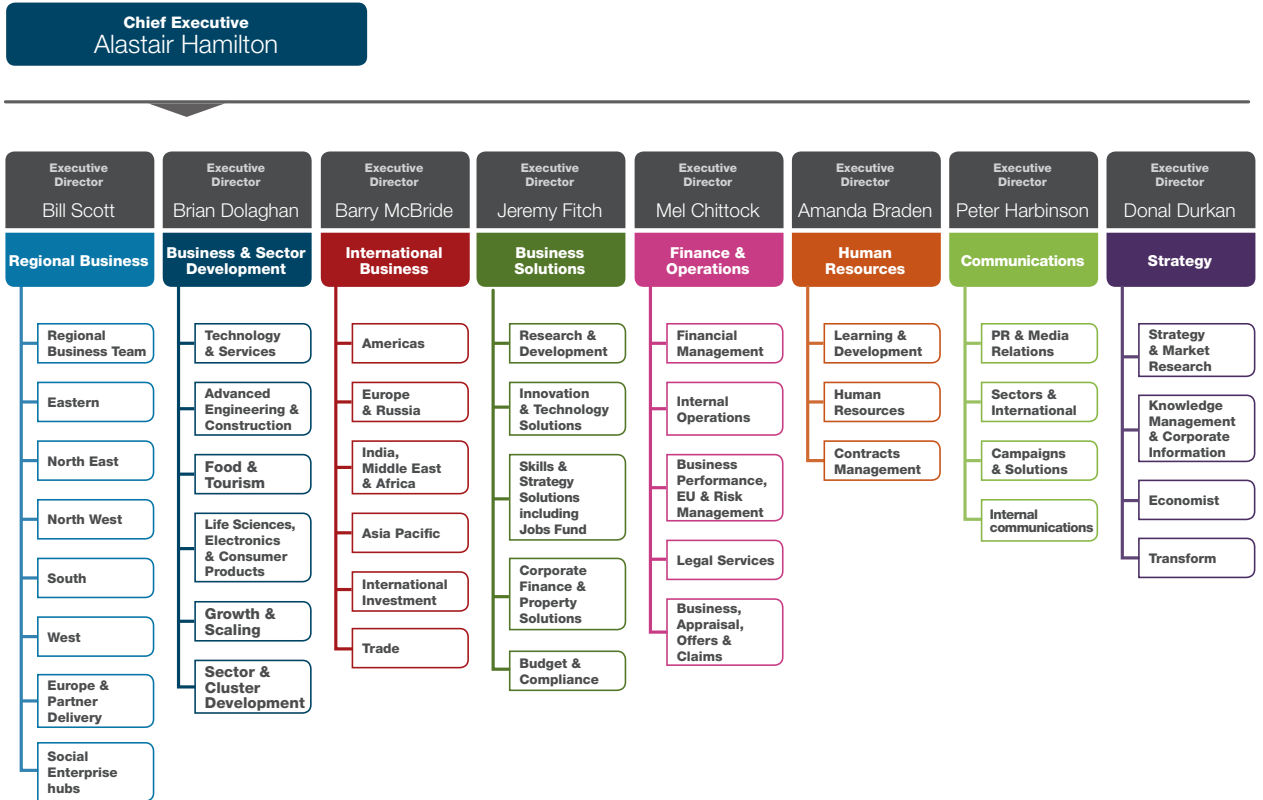 Chief Executive
Alastair Hamilton
Executive
Director
Bill Scott
Regional Business
Regional
Business Team
Eastern
North East
North West
South
West
Europe &
Partner
Delivery
Social
Enterprise
hubs
Executive
Director
Brian Dolaghan
Business & Sector
Development
Technology
& Services
Advanced
Engineering &
Construction
Food &
Tourism
Life Sciences,
Electronics
& Consumer
Products
Growth &
Scaling
Sector &
Cluster
Development
Executive
Director
Barry McBride
International
Business
Americas
Europe
& Russia
India,
Middle East
& Africa
Asia Pacific
International
Investment
Trade
Executive
Director
Jeremy Fitch
Business
Solutions
Research &
Development
Innovation
& Technology
Solutions
Skills &
Strategy
Solutions
including
Jobs Fund
Corporate
Finance &
Property
Solutions
Budget &
Compliance
Executive
Director
Mel Chittock
Finance &
Operations
Financial
Management
Internal
Operations
Business
Performance,
EU & Risk
Management
Legal Services
Business,
Appraisal,
Offers &
Claims
Executive
Director
Amanda Braden
Human
Resources
Learning &
Development
Human
Resources
Contracts
Management
Executive
Director
Peter Harbinson
Communications
PR & Media
Relations
Sectors &
International
Campaigns
& Solutions
Internal
communications
Executive
Director
Donal Durkan
Strategy
Strategy
& Market
Research
Knowledge
Management
& Corporate
Information
Economist
Transform